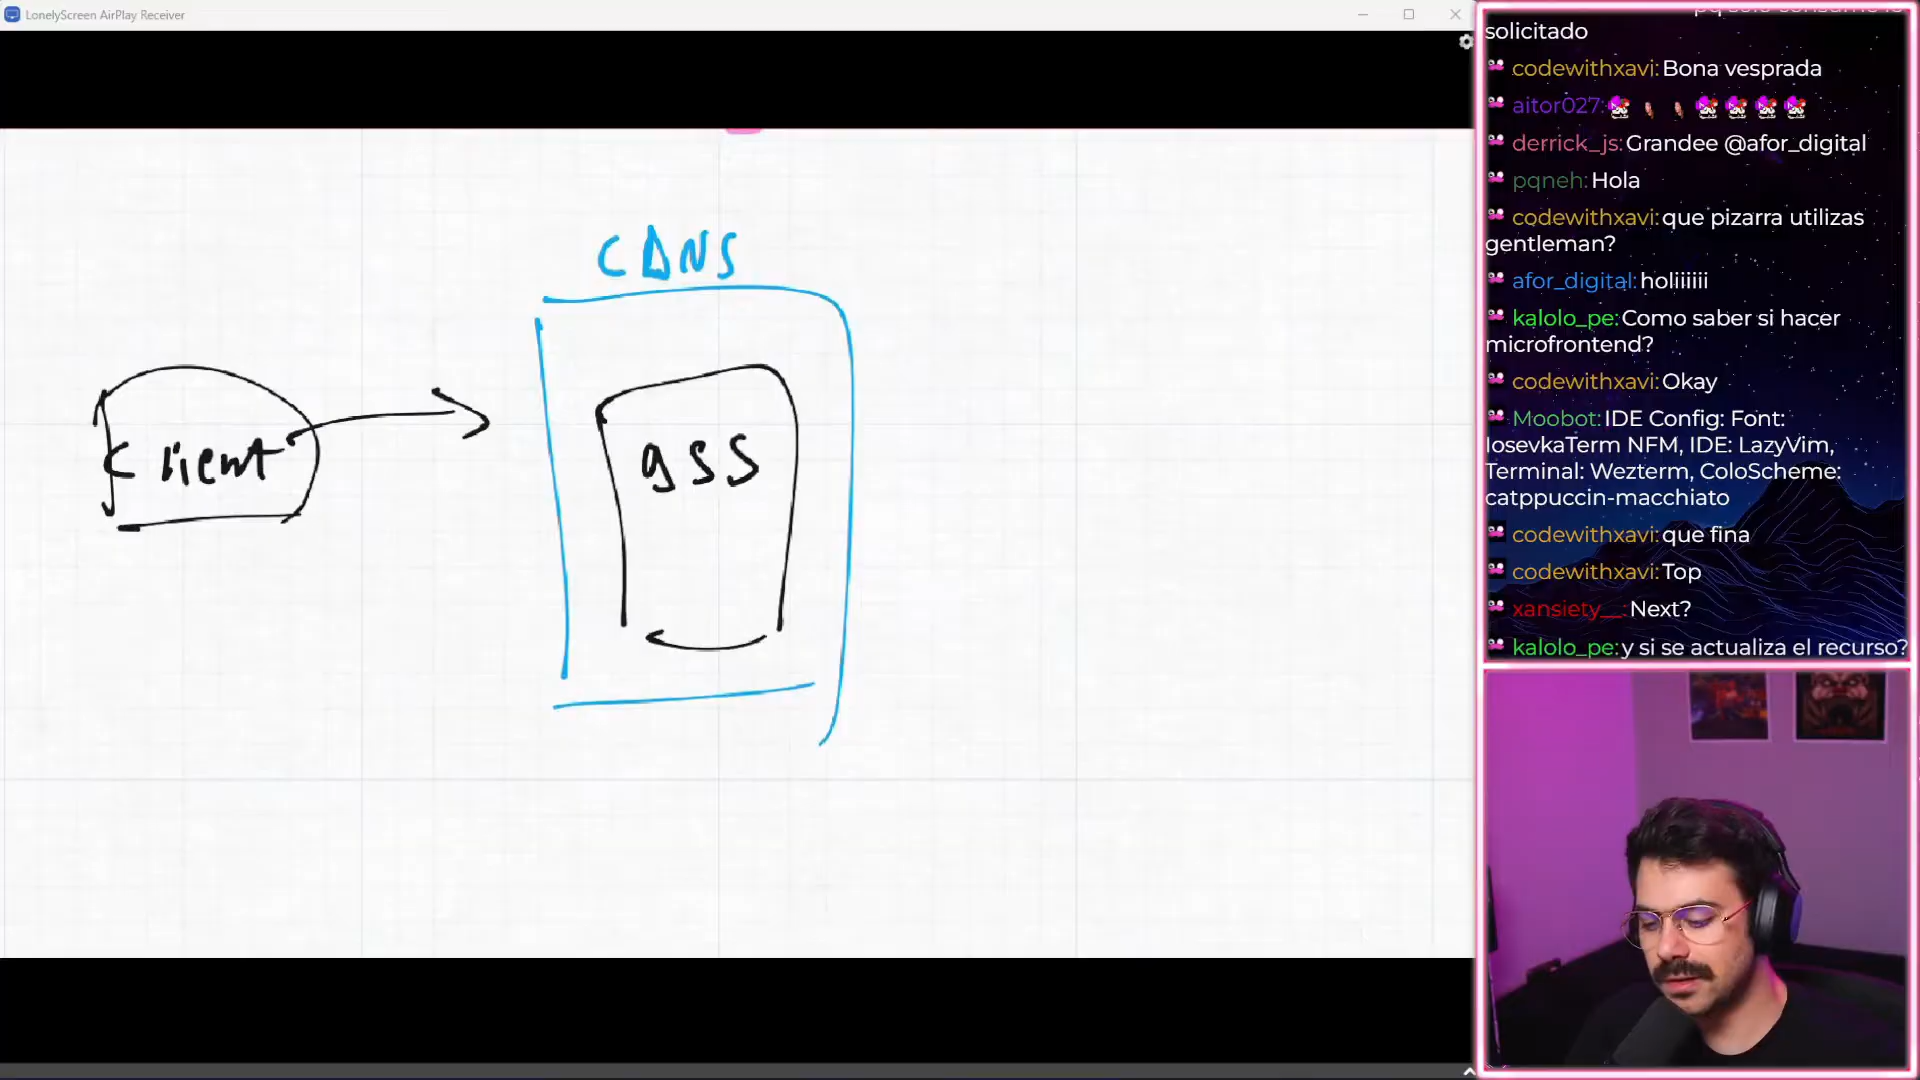 LonelyScreen AirPlay Receiver
CDNS
Client
gSS
solicitado
codewithxavi: Bona vesprada
aitor027:
derrick_js: Grandee @afor_digital
pqneh: Hola
codewithxavi: que pizarra utilizas
gentleman?
afor_digital: holiiiiii
kalolo_pe: Como saber si hacer
microfrontend?
codewithxavi: Okay
Moobot: IDE Config: Font:
IosevkaTerm NFM, IDE: LazyVim,
Terminal: Wezterm, ColoScheme:
catppuccin-macchiato
codewithxavi: que fina
codewithxavi: Top
xansiety__: Next?
kalolo_pe: y si se actualiza el recurso?